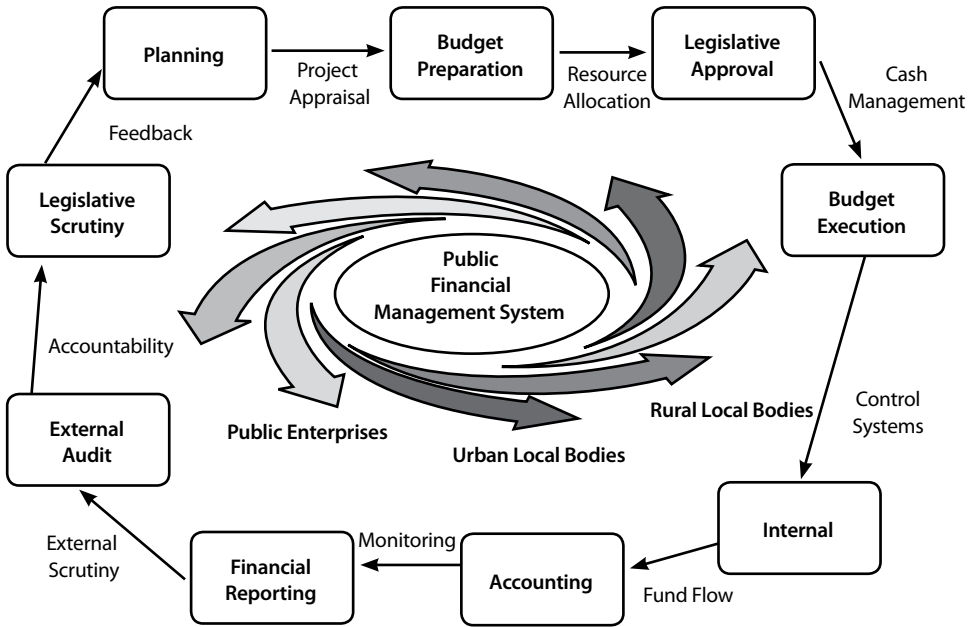 Planning
Project
Appraisal
Budget
Preparation
Resource
Allocation
Legislative
Approval
Cash
Management
Budget
Execution
Control
Systems
Internal
Fund Flow
Accounting
Monitoring
Financial
Reporting
External
Scrutiny
External
Audit
Accountability
Legislative
Scrutiny
Feedback
Public
Financial
Management System
Public Enterprises
Urban Local Bodies
Rural Local Bodies